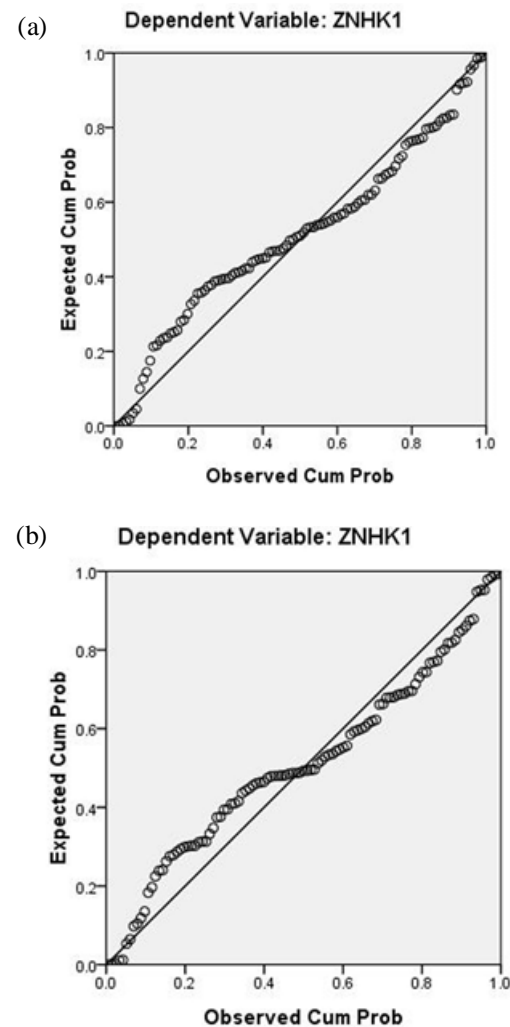 (a)
Dependent Variable: ZNHK1
1.0
0.8
0.6
0.4
0.2
0.0
Expected Cum Prob
0.0 0.2 0.4 0.6 0.8 1.0
Observed Cum Prob
(b)
Dependent Variable: ZNHK1
1.0
0.8
0.6
0.4
0.2
0.0
Expected Cum Prob
0.0 0.2 0.4 0.6 0.8 1.0
Observed Cum Prob